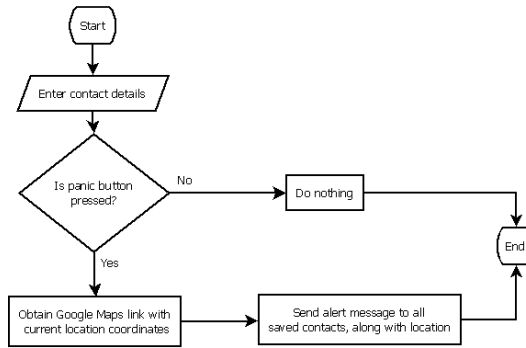 Start
Enter contact details
Is panic button
pressed?
No
Do nothing
End
Yes
Obtain Google Maps link with
current location coordinates
Send alert message to all
saved contacts, along with location